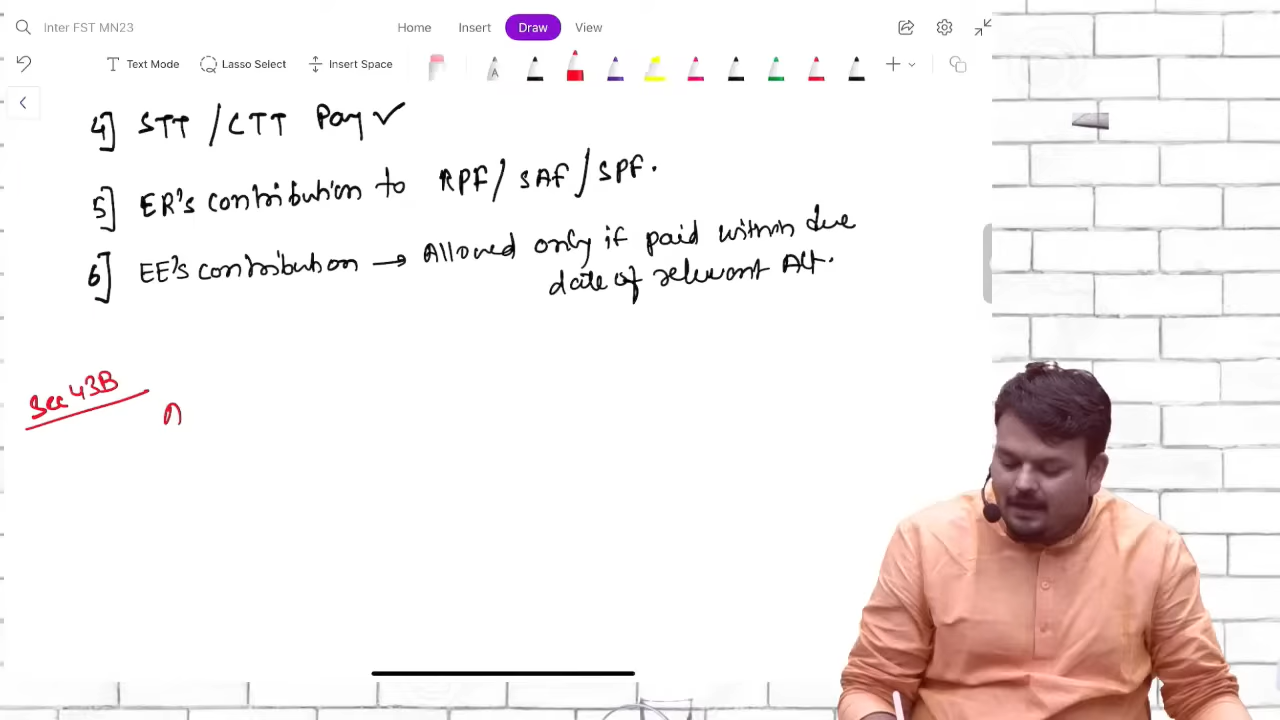 Inter FST MN23
Home Insert Draw View
Text Mode Lasso Select Insert Space
4] STT / CTT Pay ✓
5] ER's contribution to RPF/ SAF/ SPF.
6] EE's contribution → Allowed only if paid within due
date of relevant Act.
Sec 43B